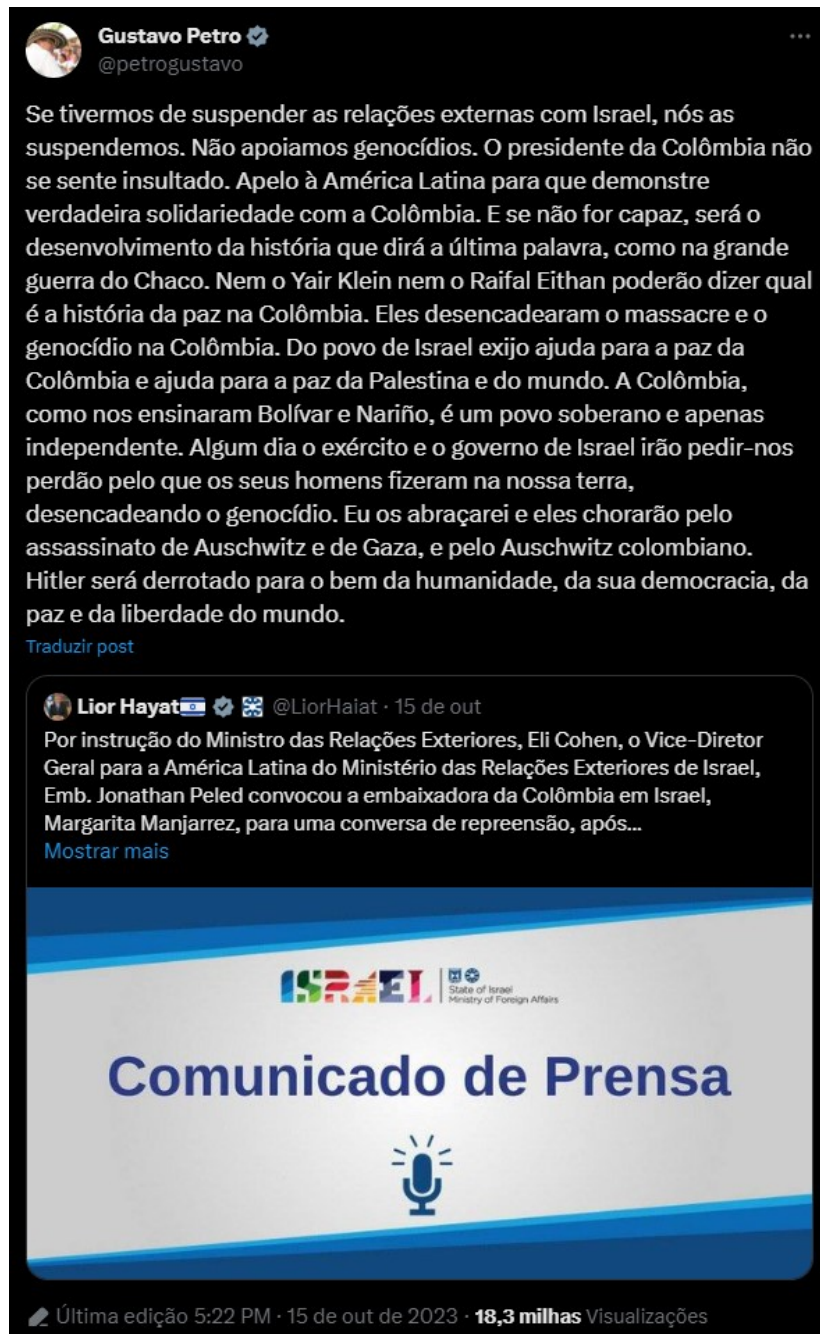 Gustavo Petro
@petrogustavo
Se tivermos de suspender as relações externas com Israel, nós as
suspendemos. Não apoiamos genocídios. O presidente da Colômbia não
se sente insultado. Apelo à América Latina para que demonstre
verdadeira solidariedade com a Colômbia. E se não for capaz, será o
desenvolvimento da história que dirá a última palavra, como na grande
guerra do Chaco. Nem o Yair Klein nem o Raifal Eithan poderão dizer qual
é a história da paz na Colômbia. Eles desencadearam o massacre e o
genocídio na Colômbia. Do povo de Israel exijo ajuda para a paz da
Colômbia e ajuda para a paz da Palestina e do mundo. A Colômbia,
como nos ensinaram Bolívar e Nariño, é um povo soberano e apenas
independente. Algum dia o exército e o governo de Israel irão pedir-nos
perdão pelo que os seus homens fizeram na nossa terra,
desencadeando o genocídio. Eu os abraçarei e eles chorarão pelo
assassinato de Auschwitz e de Gaza, e pelo Auschwitz colombiano.
Hitler será derrotado para o bem da humanidade, da sua democracia, da
paz e da liberdade do mundo.
Traduzir post
Lior Hayat @LiorHaiat · 15 de out
Por instrução do Ministro das Relações Exteriores, Eli Cohen, o Vice-Diretor
Geral para a América Latina do Ministério das Relações Exteriores de Israel,
Emb. Jonathan Peled convocou a embaixadora da Colômbia em Israel,
Margarita Manjarrez, para uma conversa de repreensão, após...
Mostrar mais
ISRAEL
State of Israel
Ministry of Foreign Affairs
Comunicado de Prensa
Última edição 5:22 PM · 15 de out de 2023 · 18,3 milhas Visualizações